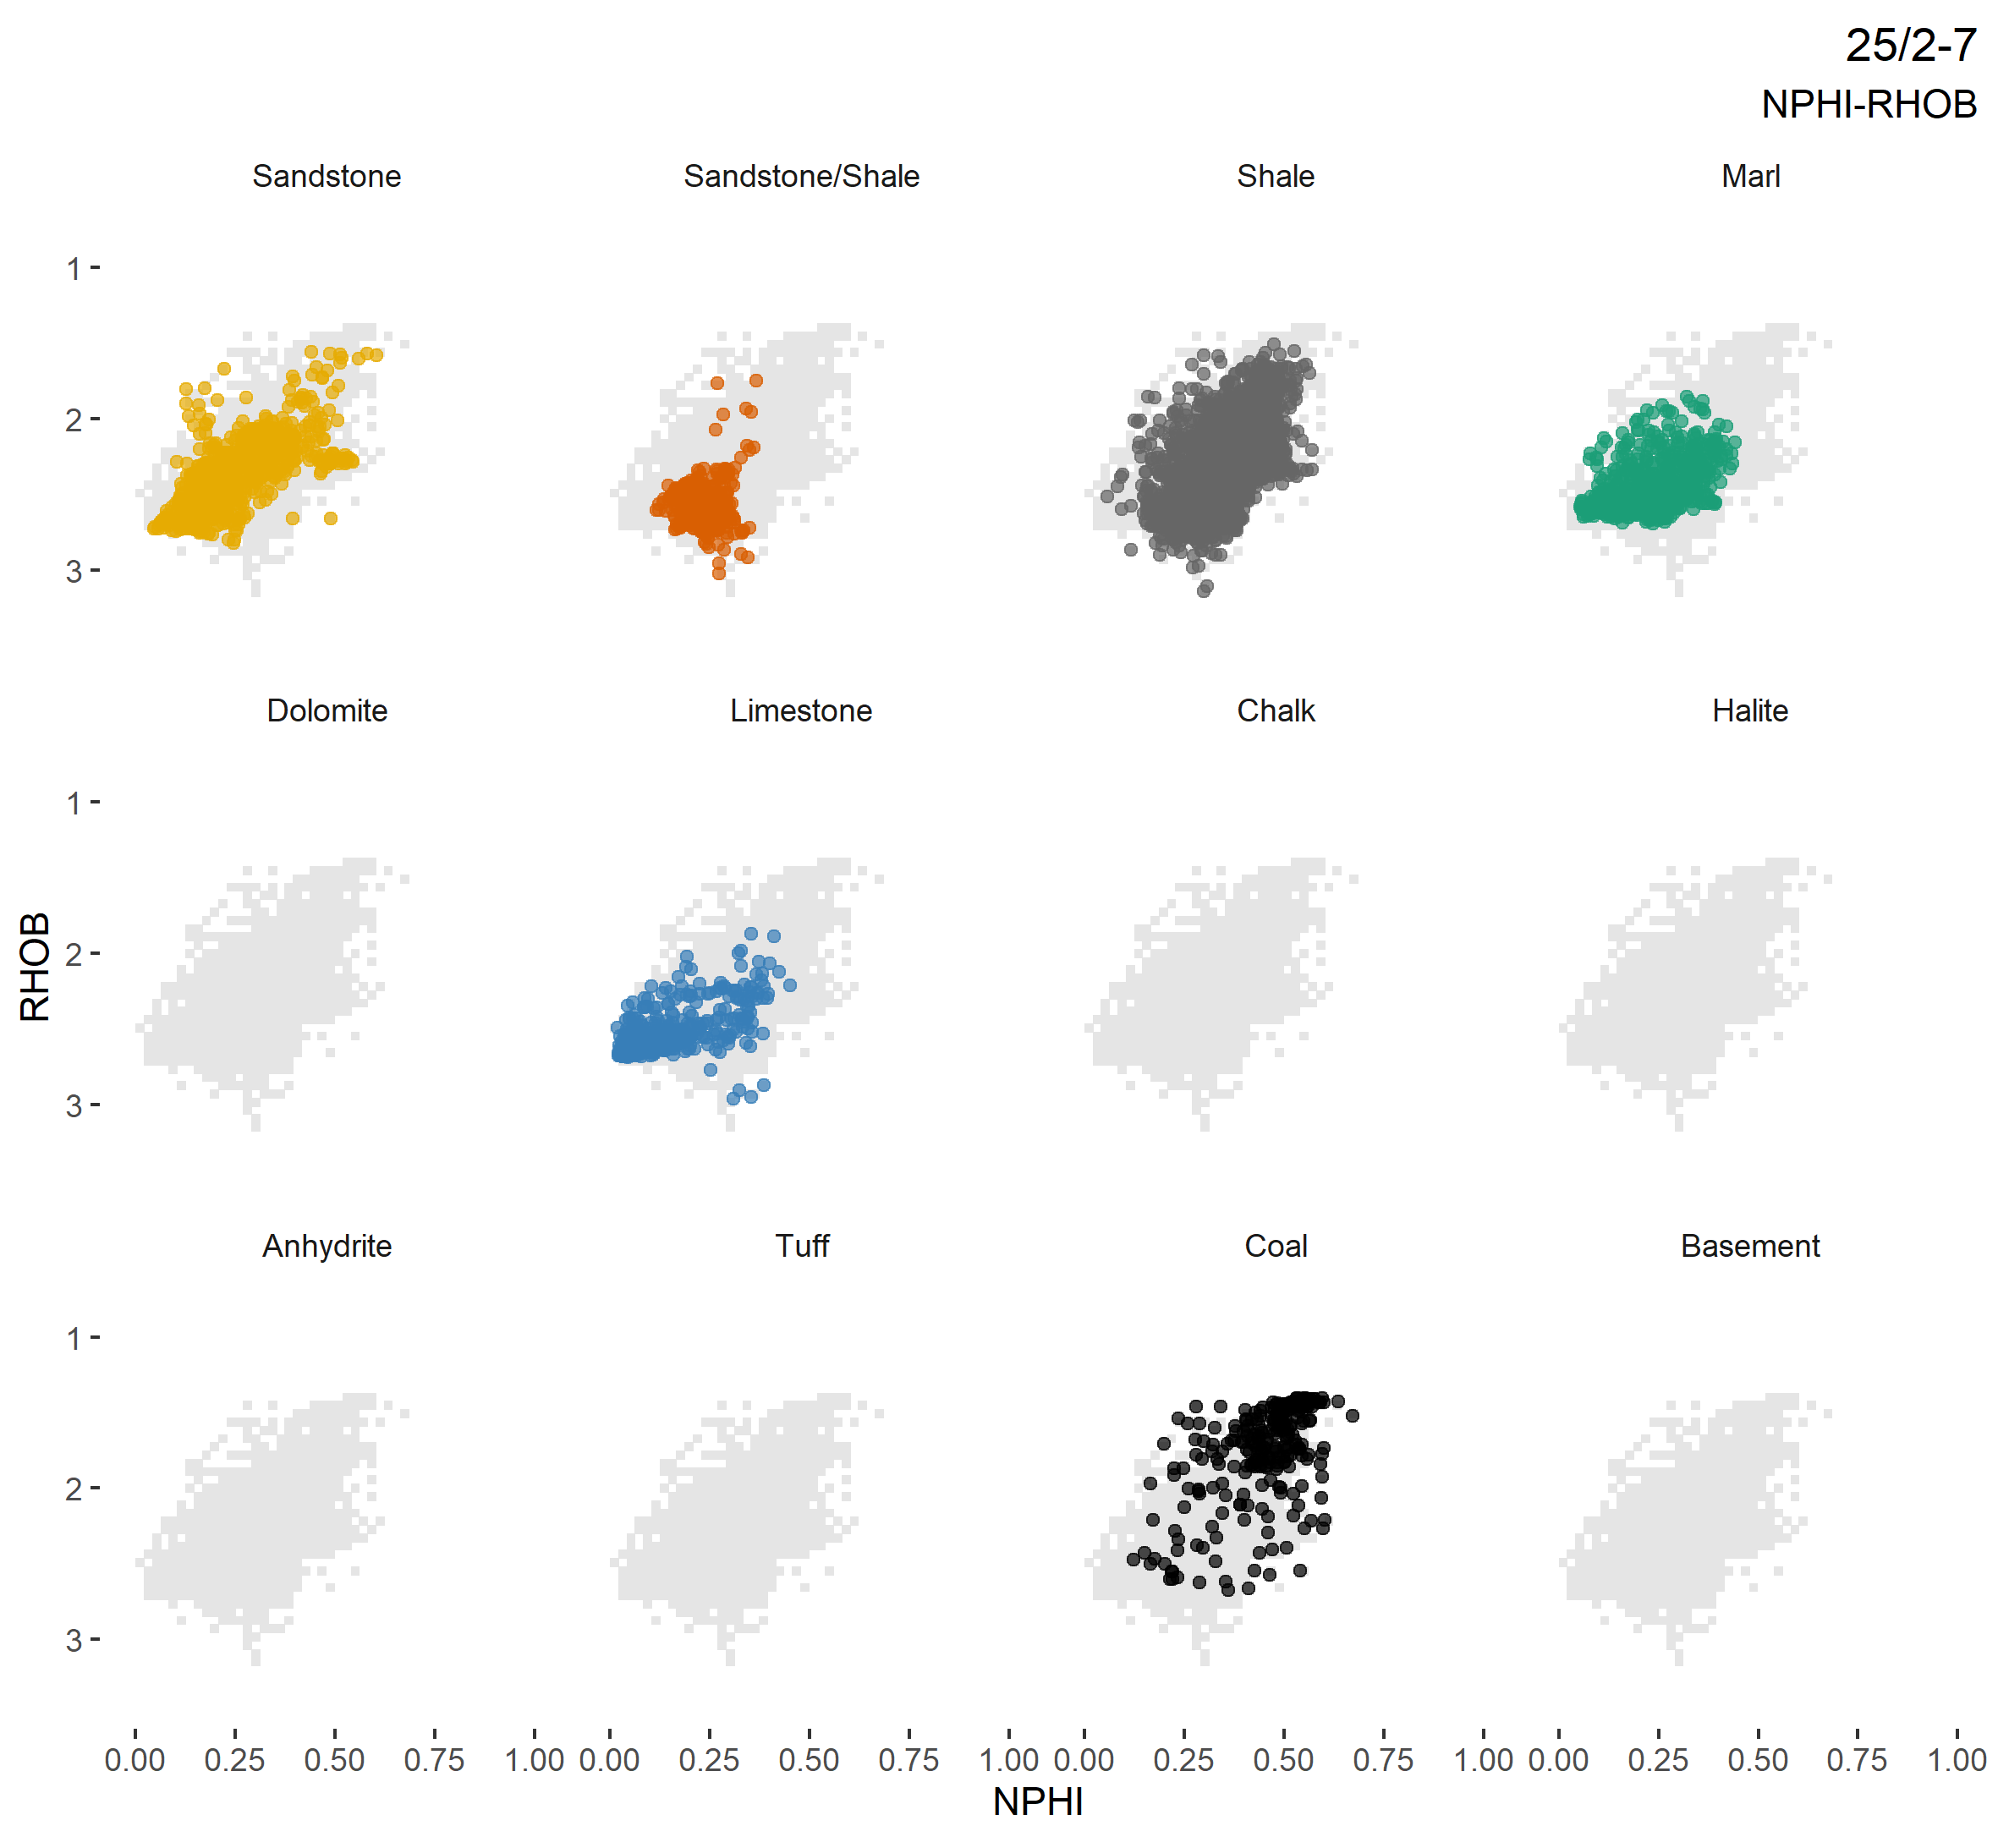 25/2-7
NPHI-RHOB
Sandstone Sandstone/Shale Shale Marl
1
2
3
Dolomite Limestone Chalk Halite
1
2
3
RHOB
Anhydrite Tuff Coal Basement
1
2
3
0.00 0.25 0.50 0.75 1.00 0.00 0.25 0.50 0.75 1.00 0.00 0.25 0.50 0.75 1.00 0.00 0.25 0.50 0.75 1.00
NPHI